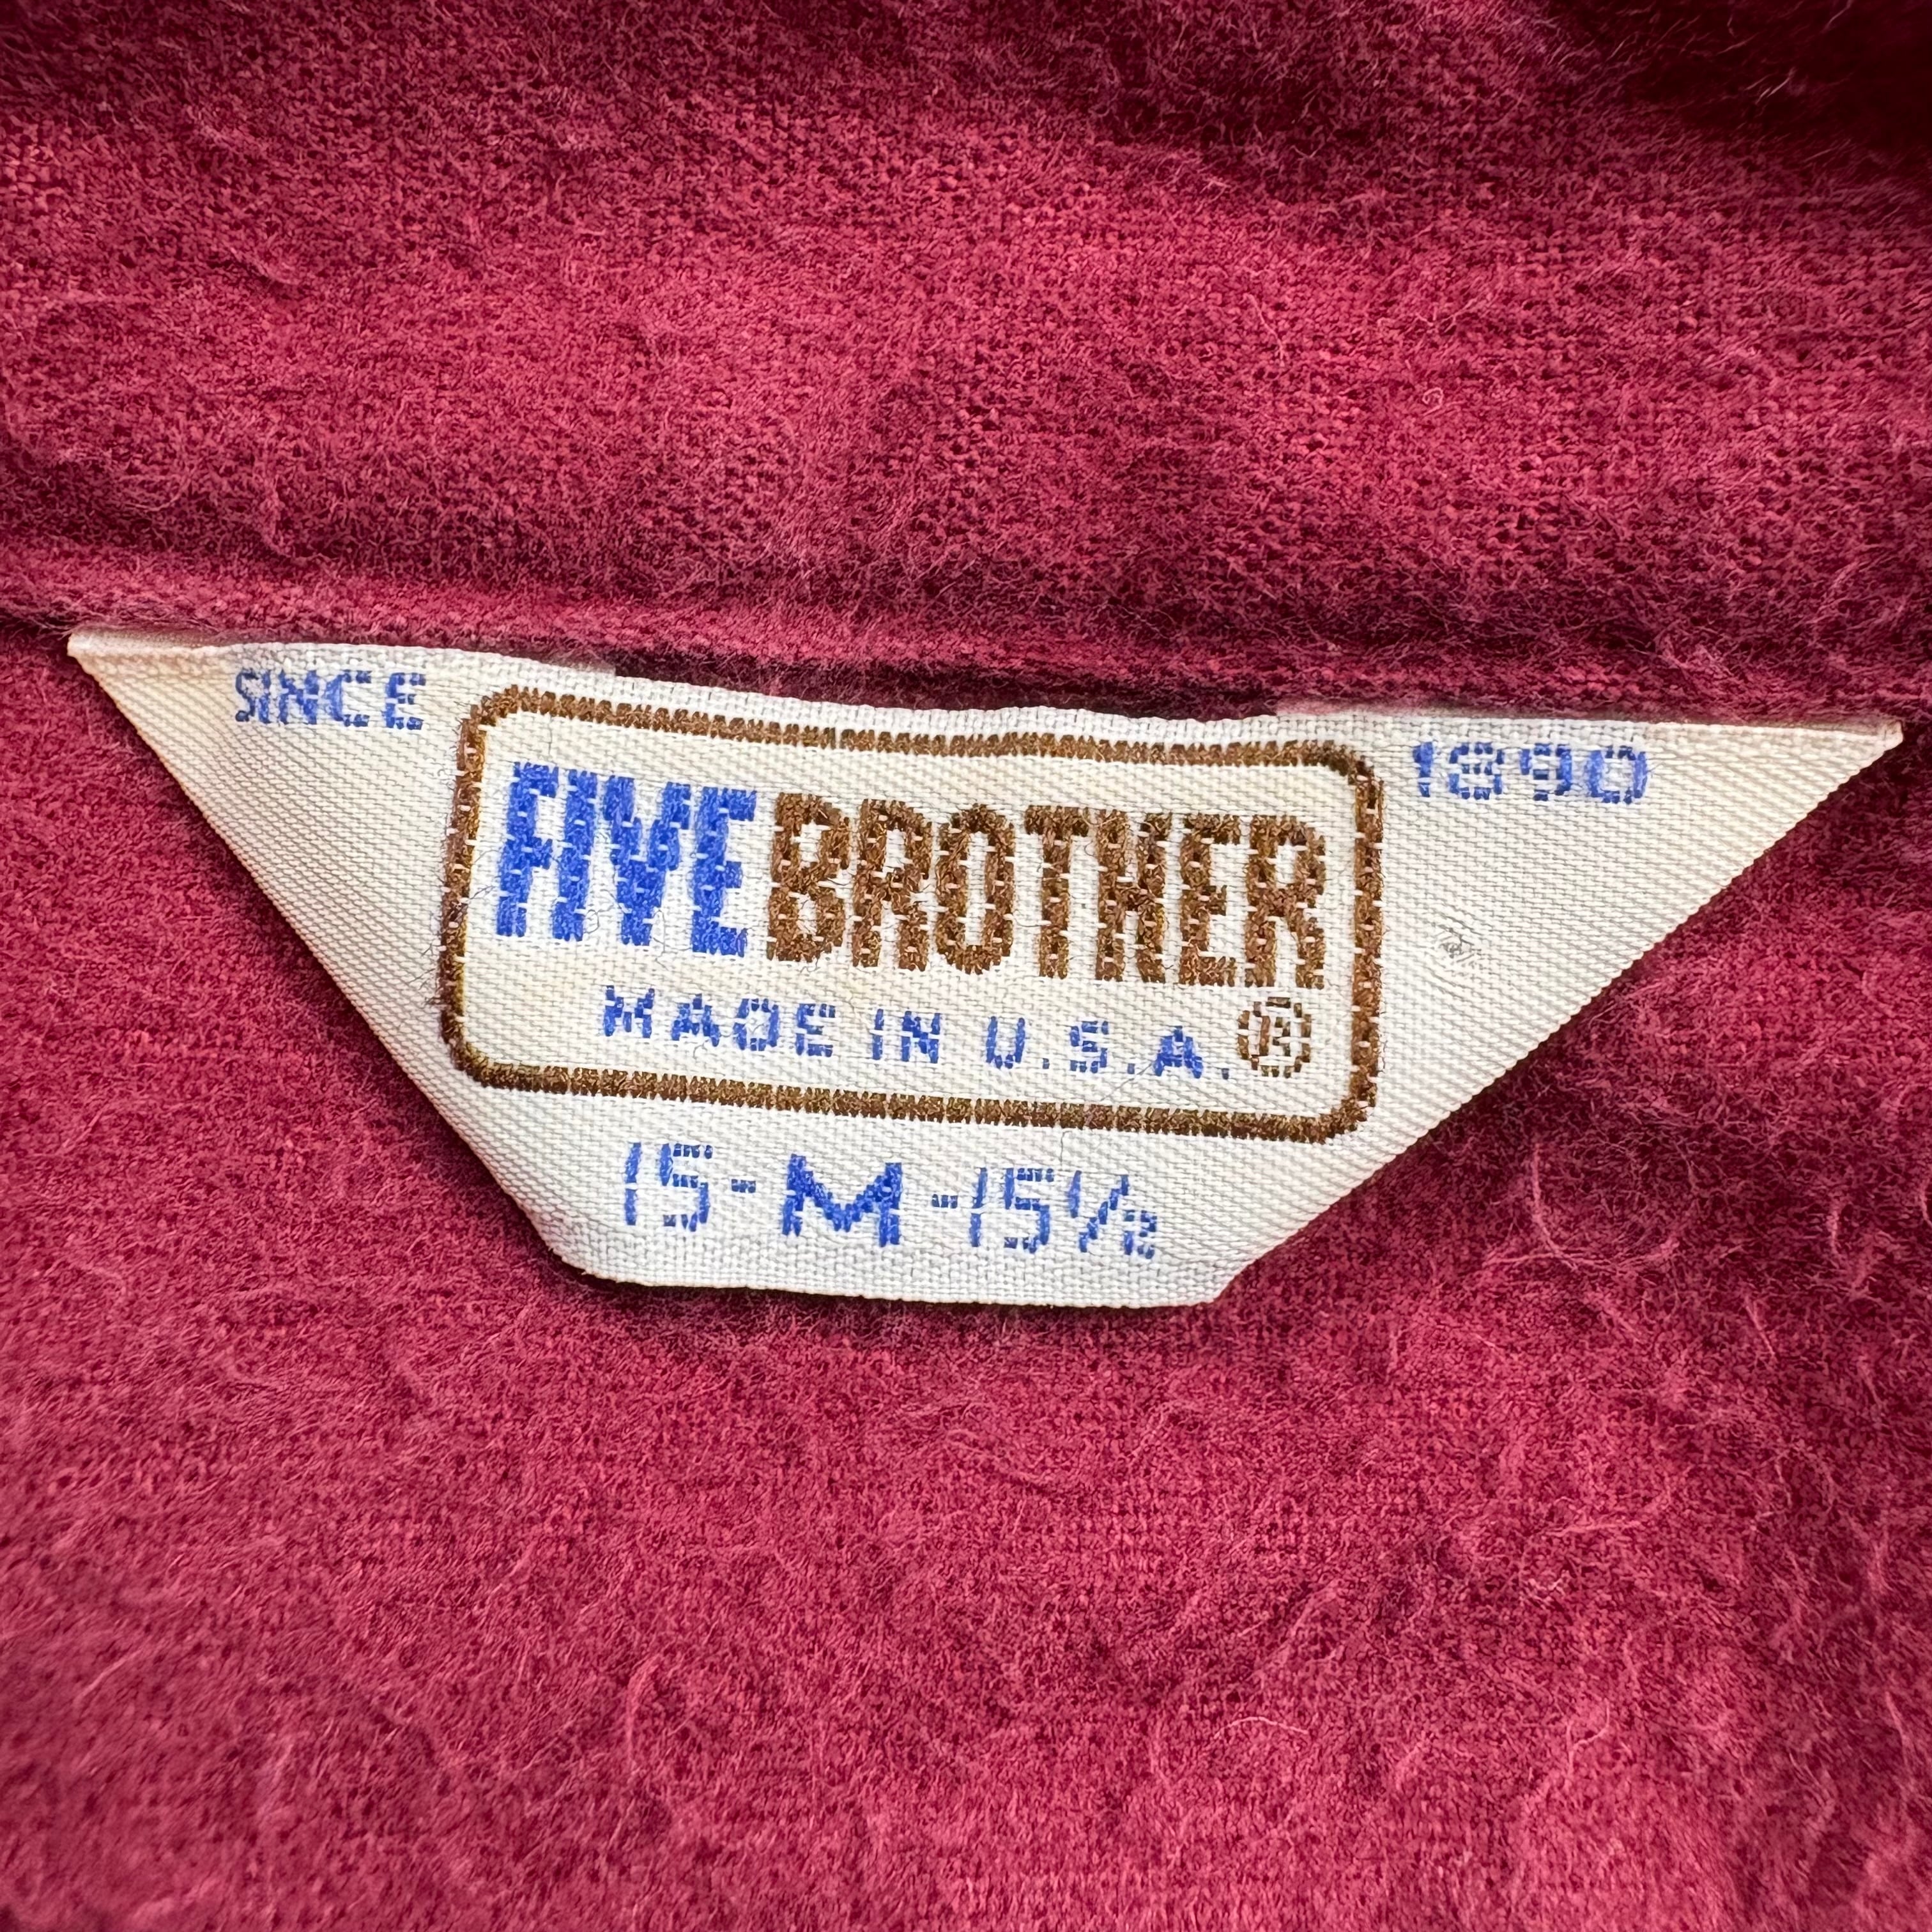 SINCE 1890
FIVE BROTHER
MADE IN U.S.A. ®
15-M-15½